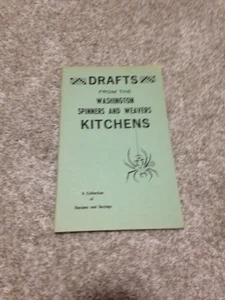 DRAFTS
FROM THE
WASHINGTON
SPINNERS AND WEAVERS
KITCHENS
A Collection
of
Recipes and Sayings